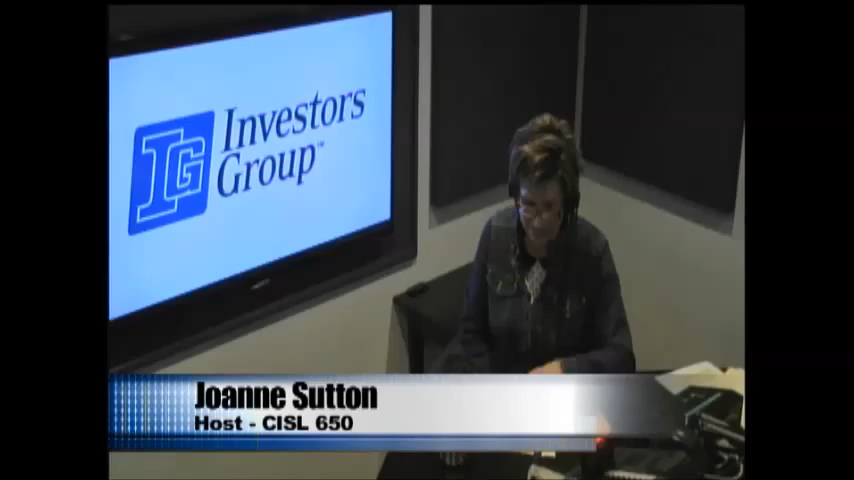 IG
Investors
Group™
Joanne Sutton
Host - CISL 650